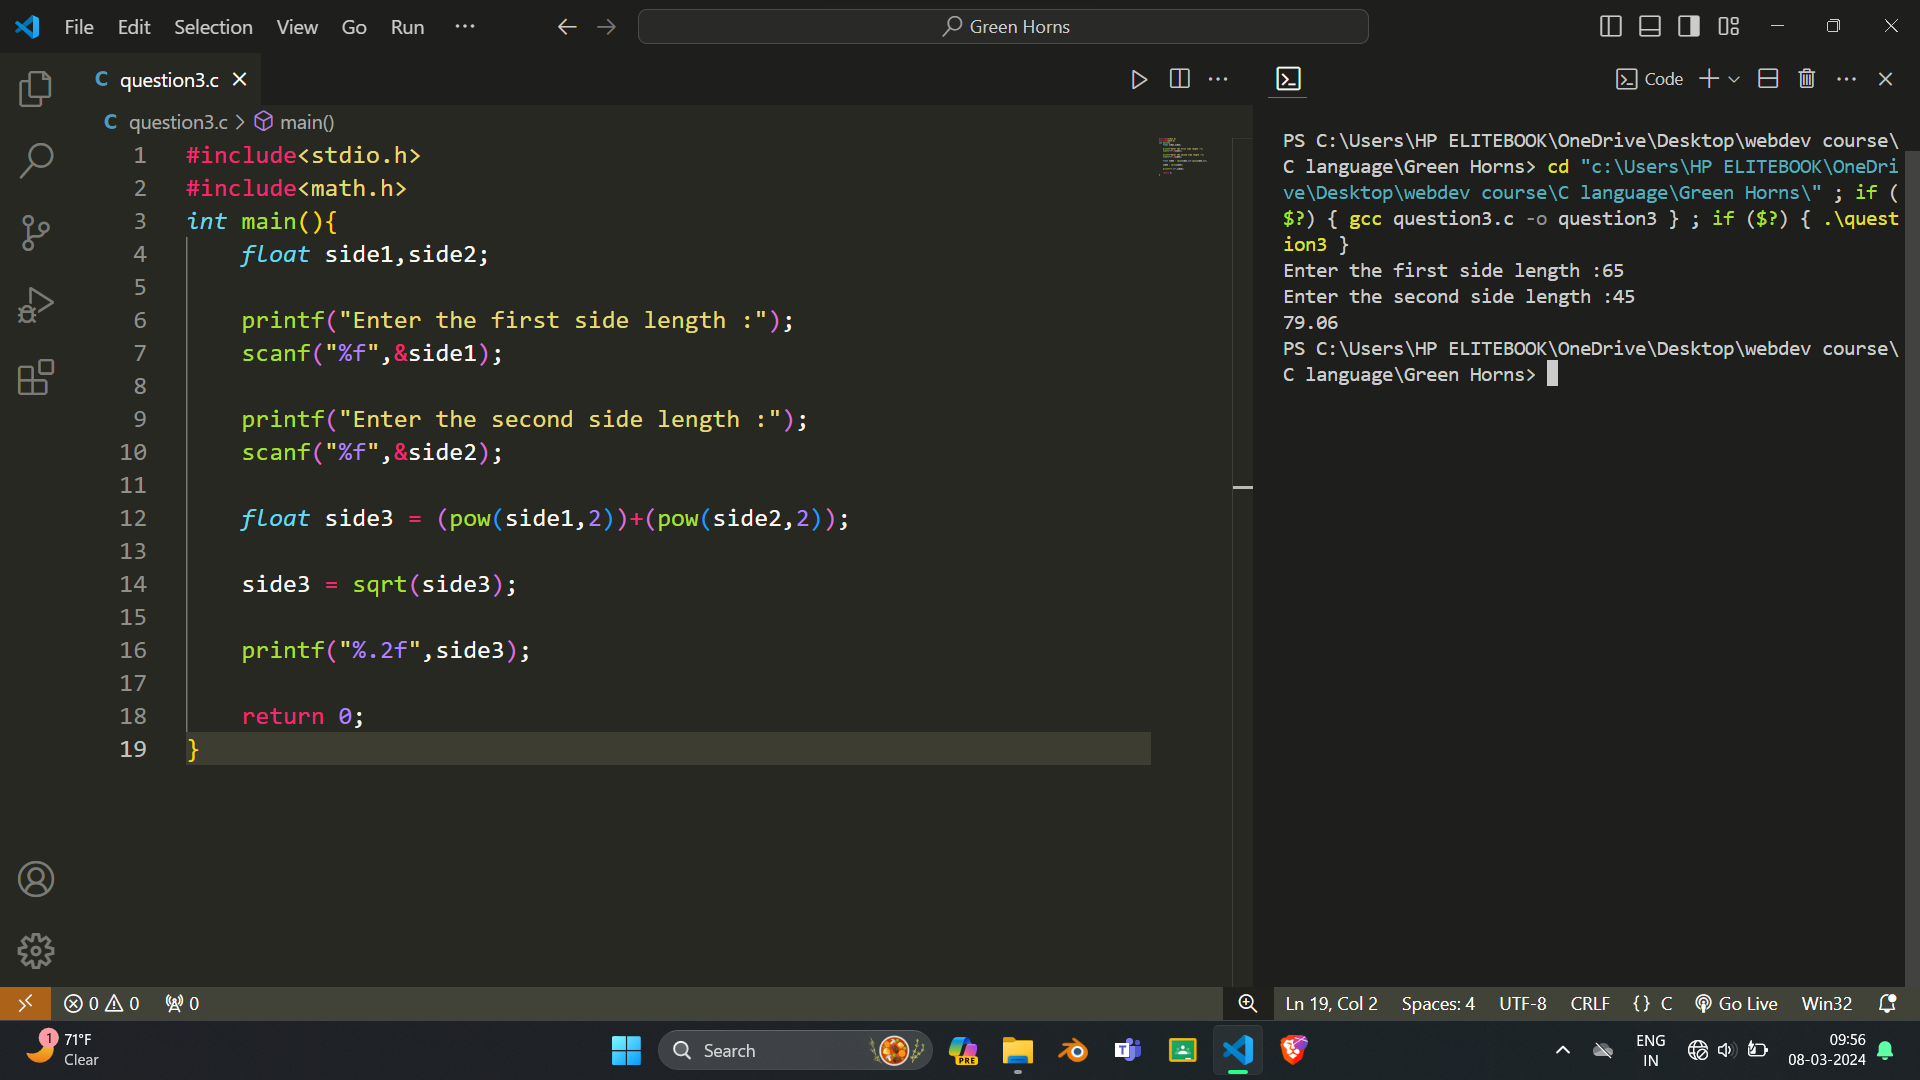 File Edit Selection View Go Run ··· Green Horns
C question3.c
Code
C question3.c > main()
1 #include<stdio.h>
2 #include<math.h>
3 int main(){
4     float side1,side2;
5
6     printf("Enter the first side length :");
7     scanf("%f",&side1);
8
9     printf("Enter the second side length :");
10     scanf("%f",&side2);
11
12     float side3 = (pow(side1,2))+(pow(side2,2));
13
14     side3 = sqrt(side3);
15
16     printf("%.2f",side3);
17
18     return 0;
19 }
PS C:\Users\HP ELITEBOOK\OneDrive\Desktop\webdev course\
C language\Green Horns> cd "c:\Users\HP ELITEBOOK\OneDri
ve\Desktop\webdev course\C language\Green Horns\" ; if (
$?) { gcc question3.c -o question3 } ; if ($?) { .\quest
ion3 }
Enter the first side length :65
Enter the second side length :45
79.06
PS C:\Users\HP ELITEBOOK\OneDrive\Desktop\webdev course\
C language\Green Horns>
0 0 0 Ln 19, Col 2 Spaces: 4 UTF-8 CRLF {} C Go Live Win32
1 71°F
Clear
Search
PRE
ENG
IN
09:56
08-03-2024